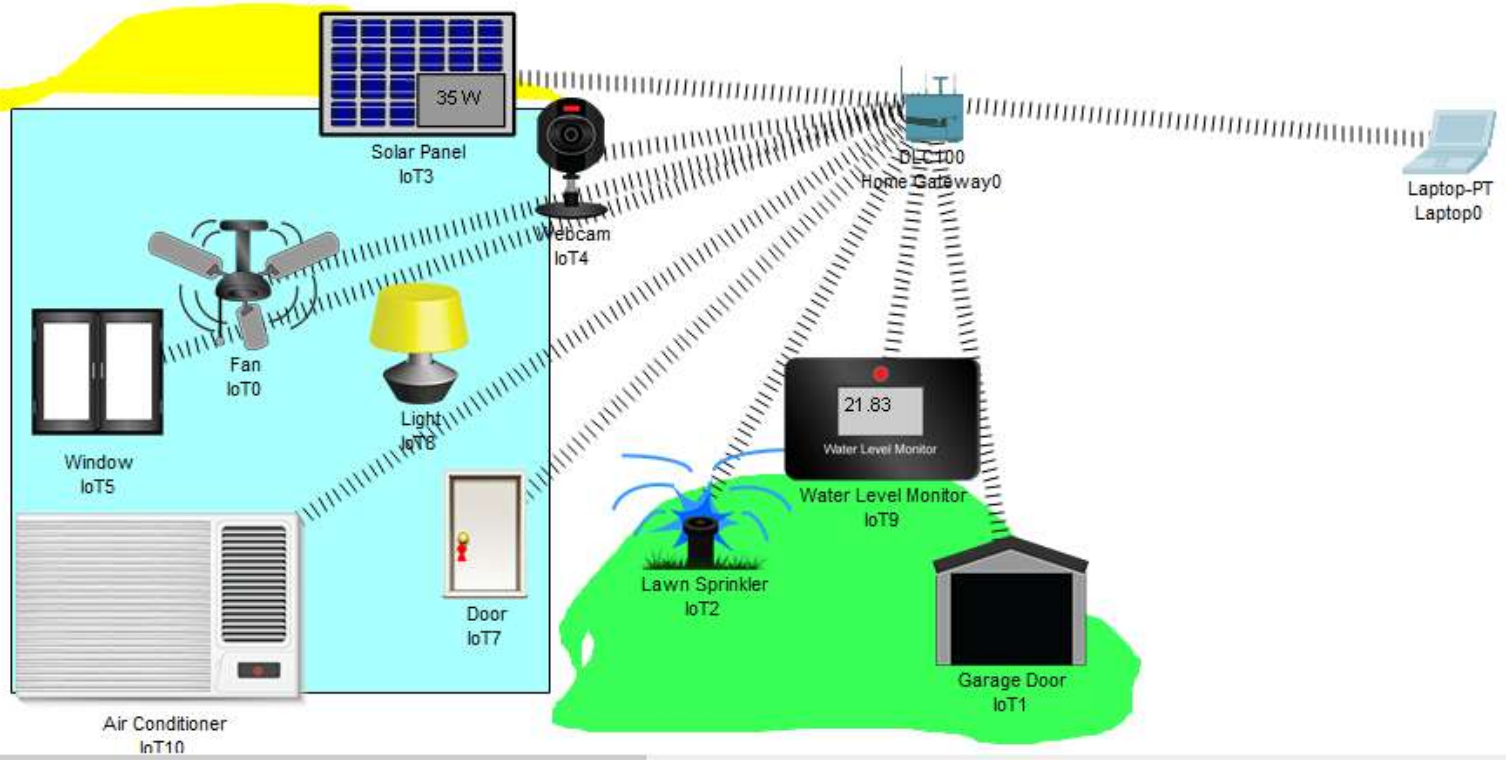 35 W
Solar Panel
IoT3
DLC100
Home Gateway0
Laptop-PT
Laptop0
Webcam
IoT4
Fan
IoT0
Light
IoT8
Window
IoT5
21.83
Water Level Monitor
Water Level Monitor
IoT9
Lawn Sprinkler
IoT2
Door
IoT7
Garage Door
IoT1
Air Conditioner
IoT10